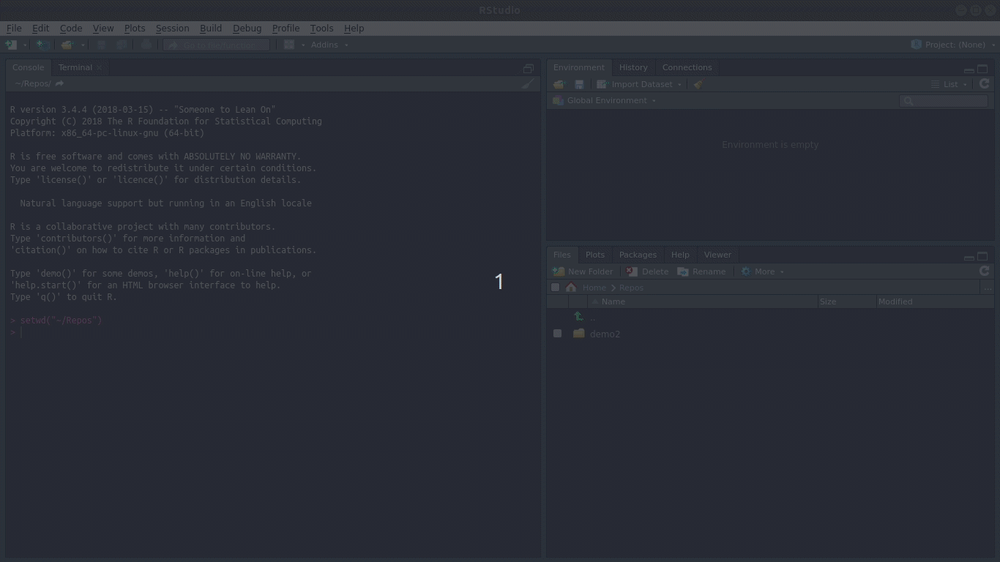 RStudio
File Edit Code View Plots Session Build Debug Profile Tools Help
Go to file/function Addins Project: (None)
Console Terminal
~/Repos/
R version 3.4.4 (2018-03-15) -- "Someone to Lean On"
Copyright (C) 2018 The R Foundation for Statistical Computing
Platform: x86_64-pc-linux-gnu (64-bit)
R is free software and comes with ABSOLUTELY NO WARRANTY.
You are welcome to redistribute it under certain conditions.
Type 'license()' or 'licence()' for distribution details.
Natural language support but running in an English locale
R is a collaborative project with many contributors.
Type 'contributors()' for more information and
'citation()' on how to cite R or R packages in publications.
Type 'demo()' for some demos, 'help()' for on-line help, or
'help.start()' for an HTML browser interface to help.
Type 'q()' to quit R.
> setwd("~/Repos")
>
1
Environment History Connections
Import Dataset List
Global Environment
Environment is empty
Files Plots Packages Help Viewer
New Folder Delete Rename More
Home Repos ...
Name Size Modified
..
demo2